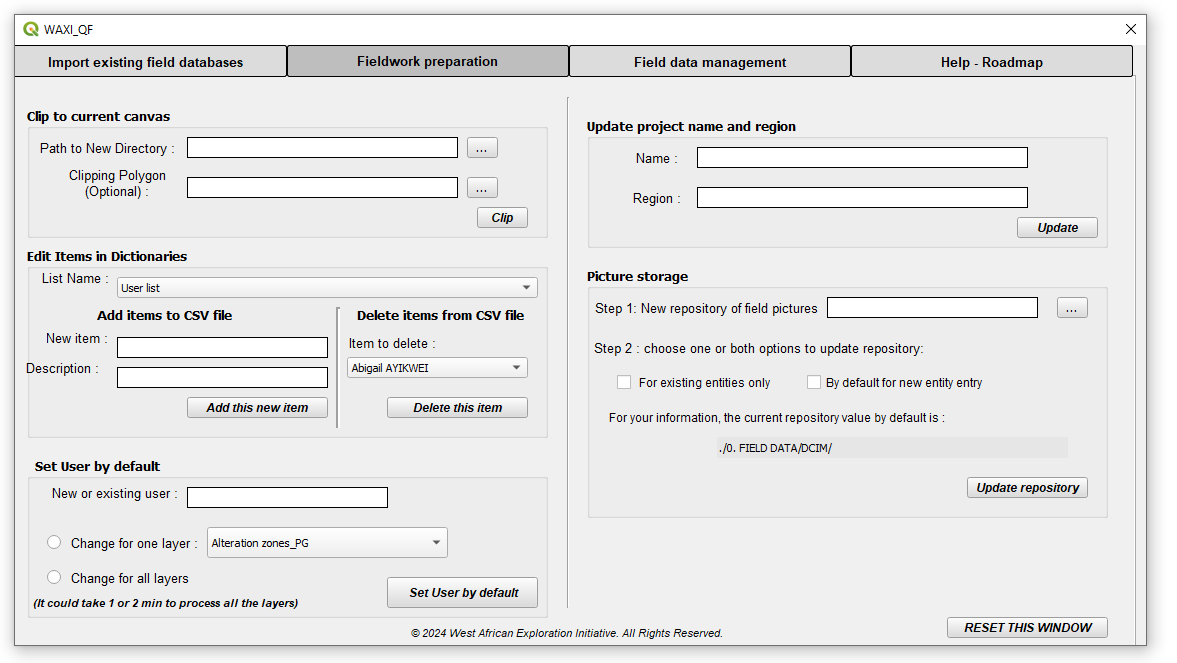 WAXI_QF
Import existing field databases
Fieldwork preparation
Field data management
Help - Roadmap
Clip to current canvas
Path to New Directory :
...
Clipping Polygon
(Optional) :
...
Clip
Edit Items in Dictionaries
List Name :
User list
Add items to CSV file
New item :
Description :
Add this new item
Delete items from CSV file
Item to delete :
Abigail AYIKWEI
Delete this item
Set User by default
New or existing user :
Change for one layer :
Alteration zones_PG
Change for all layers
(It could take 1 or 2 min to process all the layers)
Set User by default
Update project name and region
Name :
Region :
Update
Picture storage
Step 1: New repository of field pictures
...
Step 2 : choose one or both options to update repository:
For existing entities only
By default for new entity entry
For your information, the current repository value by default is :
./0. FIELD DATA/DCIM/
Update repository
© 2024 West African Exploration Initiative. All Rights Reserved.
RESET THIS WINDOW